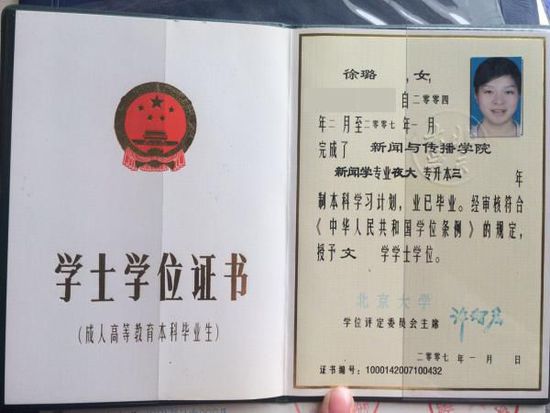 学士学位证书
(成人高等教育本科毕业生)
徐璐 ,女,
自二零零四
年二月至二零零七年一月
完成了 新闻与传播学院
新闻学专业夜大 专升本三 年
制本科学习计划,业已毕业。经审核符合
《中华人民共和国学位条例》的规定,
授予文 学学士学位。
北京大学
学位评定委员会主席 许智宏
二零零七年一月 日
证书编号:1000142007100432